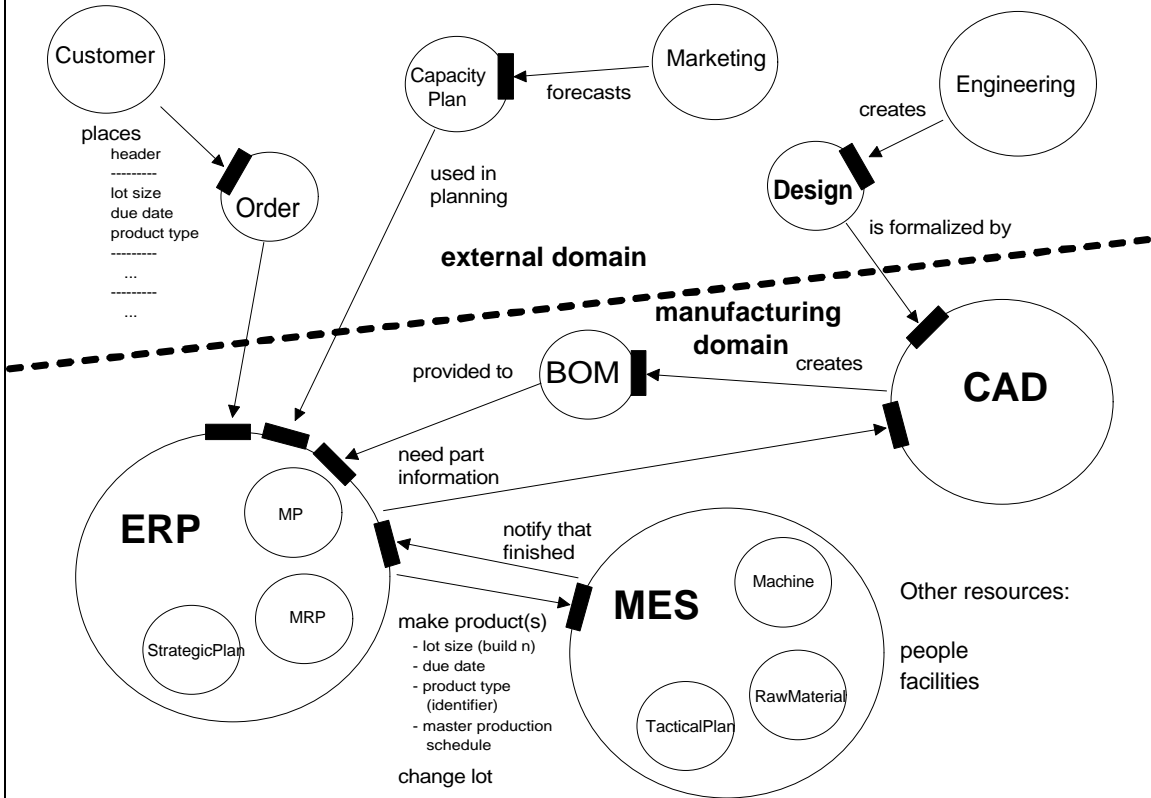 Customer
places
header
---------
lot size
due date
product type
---------
...
---------
...
Order
Capacity
Plan
forecasts
Marketing
used in
planning
creates
Engineering
Design
is formalized by
external domain
manufacturing
domain
provided to
BOM
creates
CAD
need part
information
ERP
MP
MRP
StrategicPlan
notify that
finished
make product(s)
- lot size (build n)
- due date
- product type
(identifier)
- master production
schedule
change lot
MES
Machine
RawMaterial
TacticalPlan
Other resources:
people
facilities